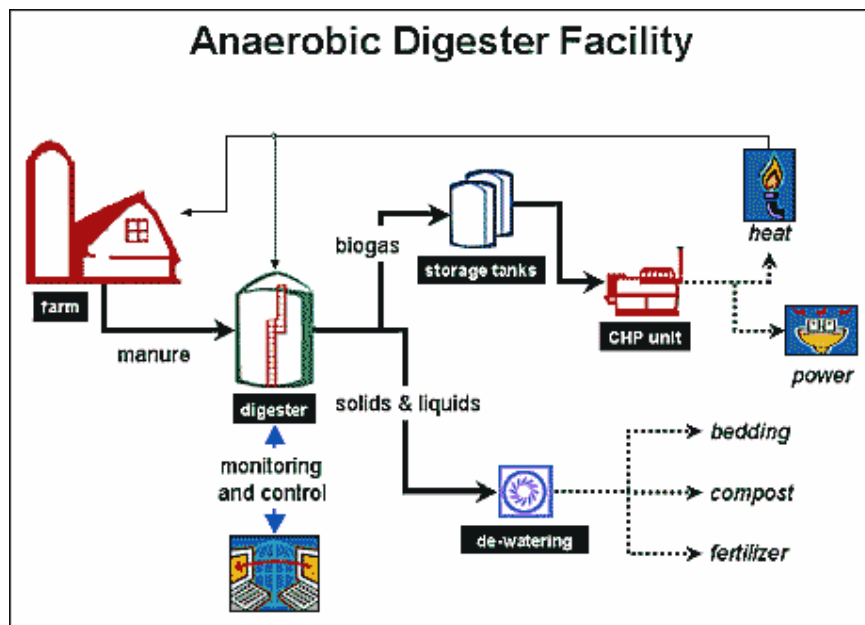 Anaerobic Digester Facility
heat
biogas
storage tanks
farm
CHP unit
manure
power
digester
solids & liquids
bedding
monitoring
and control
compost
de-watering
fertilizer